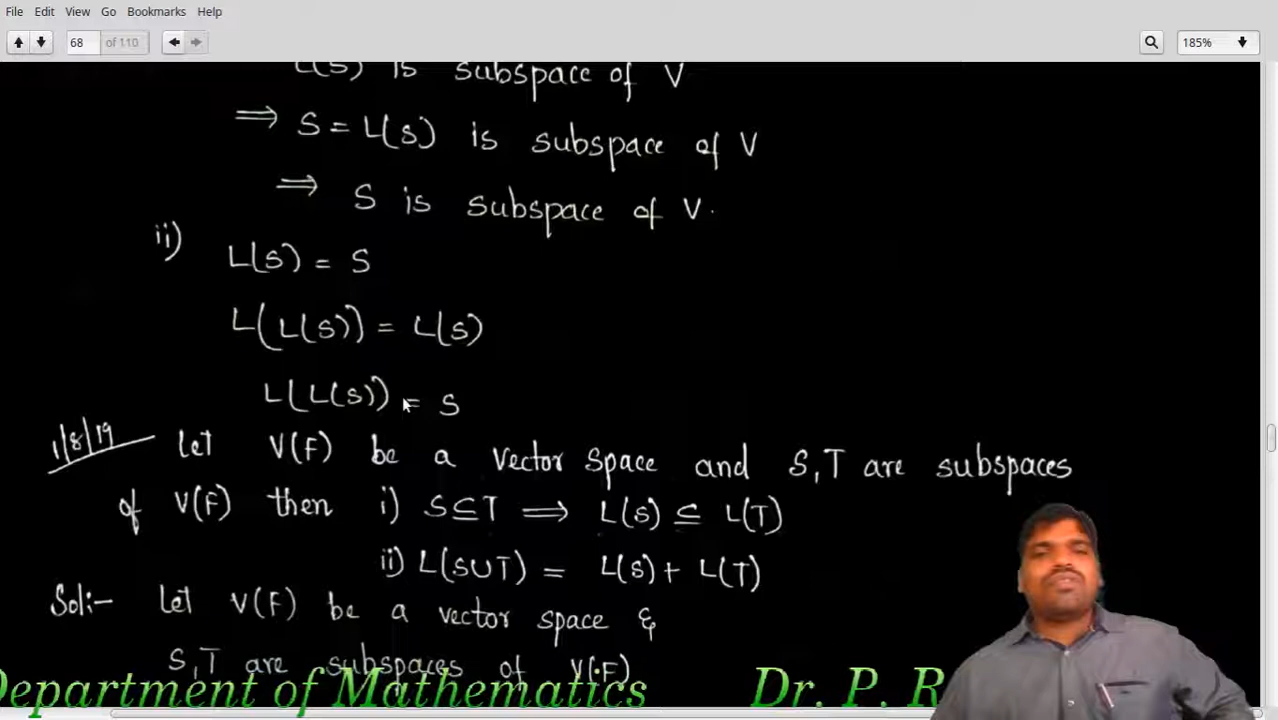 File Edit View Go Bookmarks Help
68 of 110 185%
L(S) is subspace of V
⟹ S = L(S) is subspace of V
⟹ S is subspace of V.
ii) L(S) = S
L(L(S)) = L(S)
L(L(S)) = S
1/8/19 Let V(F) be a vector space and S,T are subspaces
of V(F) then i) S⊆T ⟹ L(S) ⊆ L(T)
ii) L(S∪T) = L(S) + L(T)
Sol:- Let V(F) be a vector space &
S,T are subspaces of V(F)
Department of Mathematics Dr. P. R